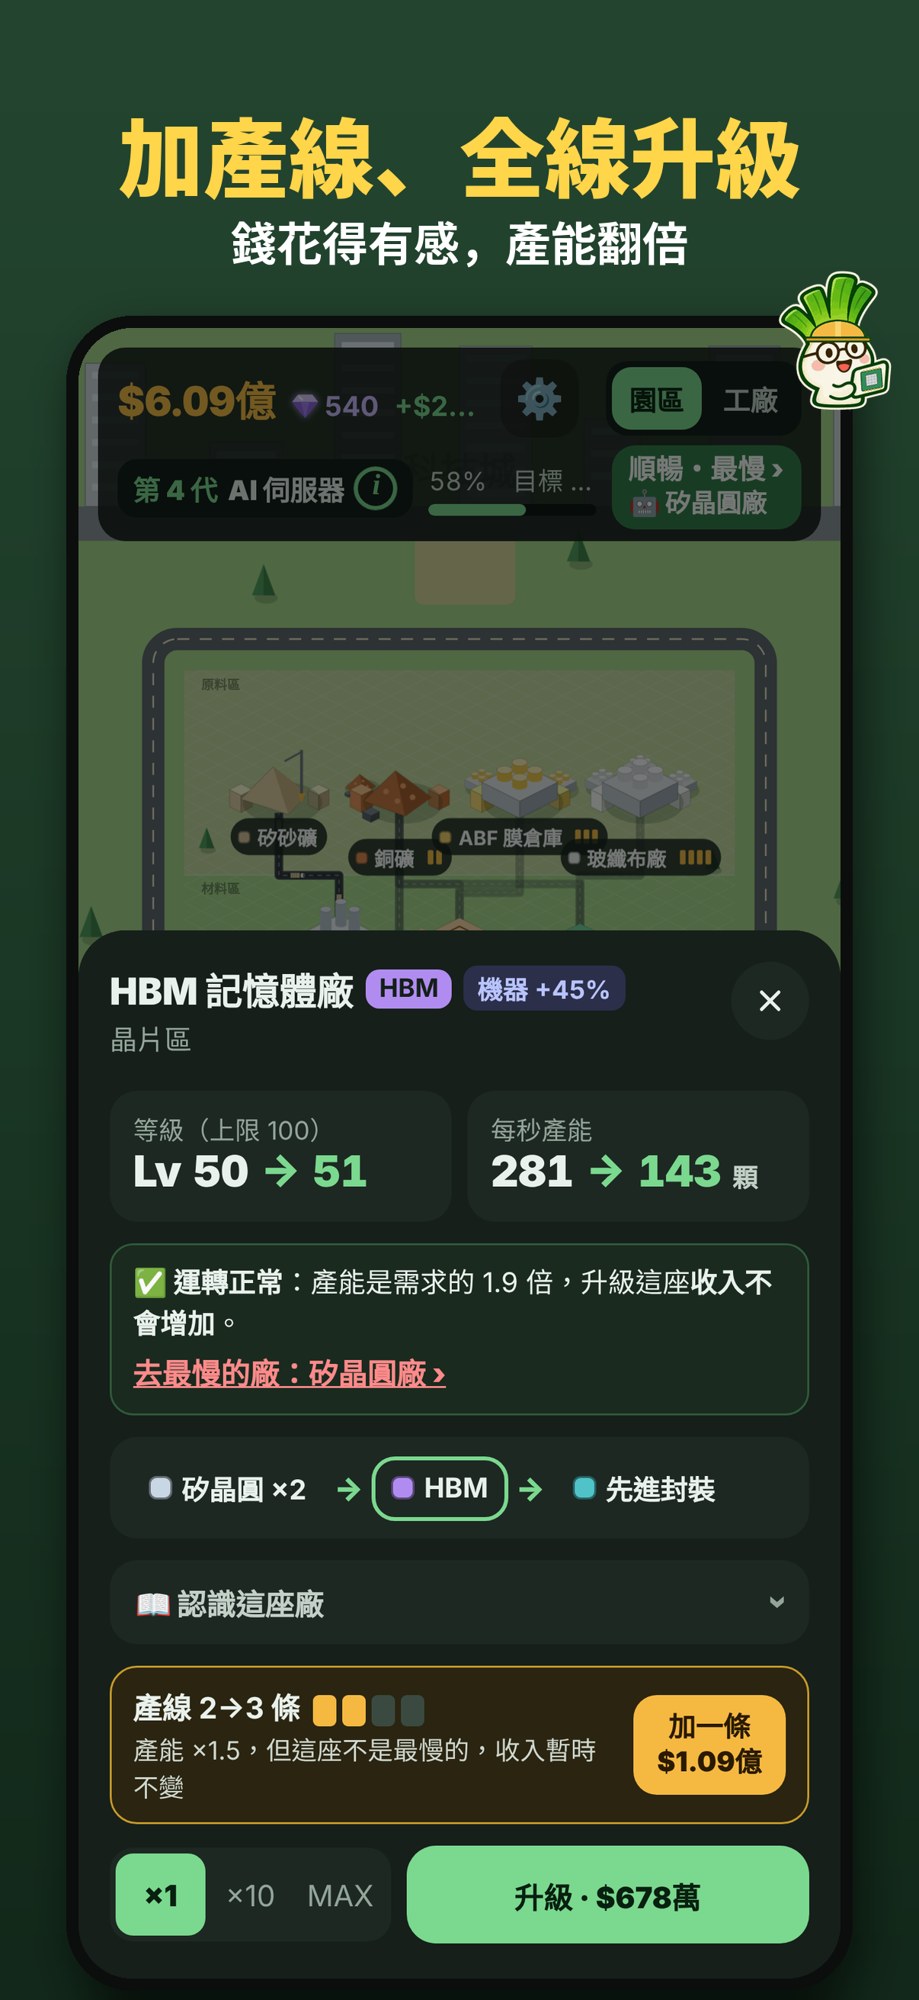 加產線、全線升級
錢花得有感，產能翻倍
$6.09億 540 +$2...
園區 工廠
第 4 代 AI 伺服器 i
58% 目標 ...
順暢・最慢 ›
矽晶圓廠
原料區
矽砂礦
ABF 膜倉庫
銅礦
玻纖布廠
材料區
HBM 記憶體廠 HBM 機器 +45%
晶片區
等級（上限 100）
Lv 50 → 51
每秒產能
281 → 143 顆
運轉正常：產能是需求的 1.9 倍，升級這座收入不
會增加。
去最慢的廠：矽晶圓廠 ›
矽晶圓 ×2 → HBM → 先進封裝
認識這座廠
產線 2→3 條
產能 ×1.5，但這座不是最慢的，收入暫時
不變
加一條
$1.09億
×1 ×10 MAX
升級 · $678萬